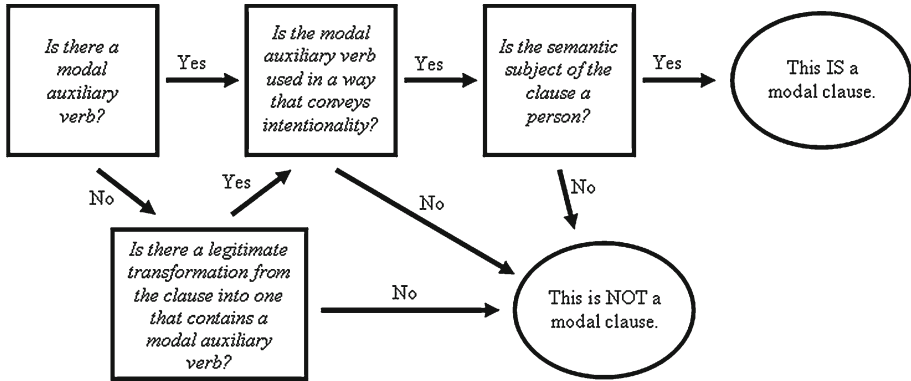 Is there a
modal
auxiliary
verb?
Yes
Is the modal
auxiliary verb
used in a way
that conveys
intentionality?
Yes
Is the semantic
subject of the
clause a
person?
Yes
This IS a
modal clause.
No
Yes
No
No
Is there a legitimate
transformation from
the clause into one
that contains a
modal auxiliary
verb?
No
This is NOT a
modal clause.